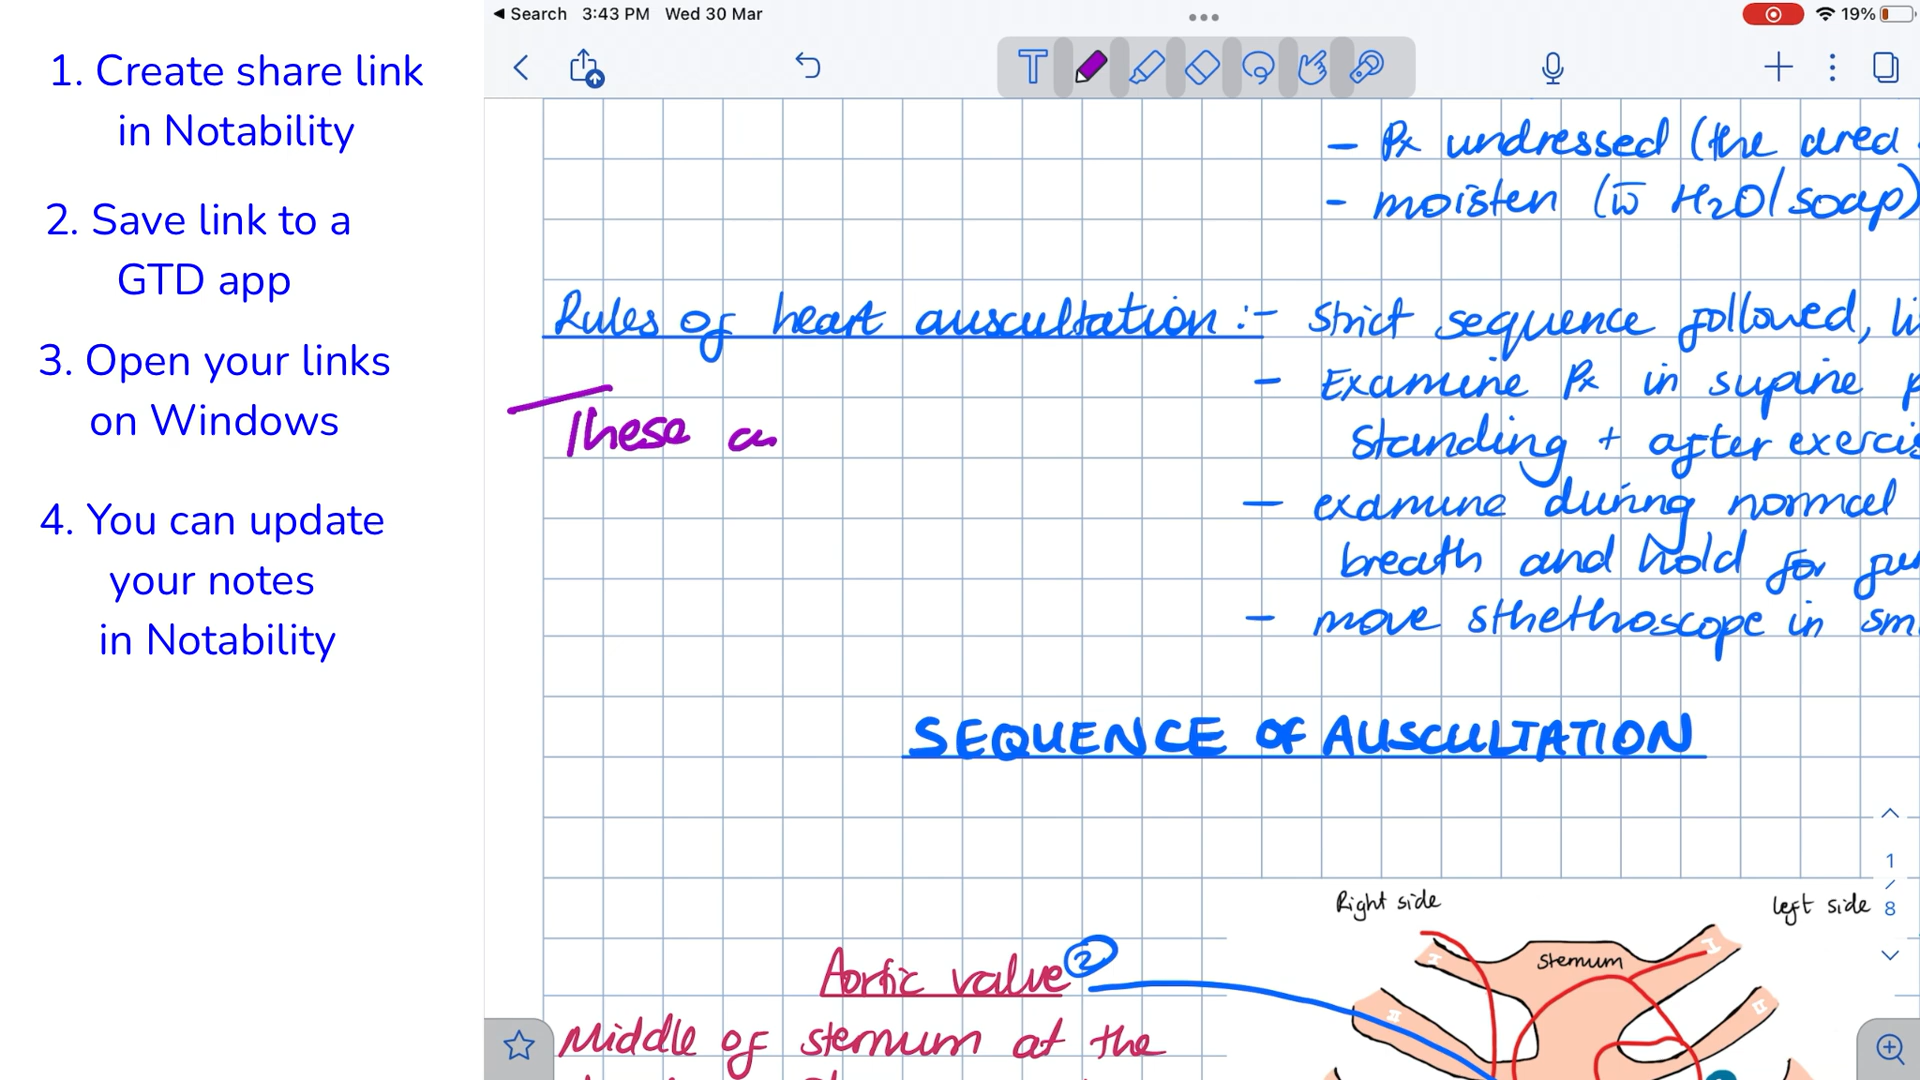 1. Create share link
in Notability
2. Save link to a
GTD app
3. Open your links
on Windows
4. You can update
your notes
in Notability
Search 3:43 PM Wed 30 Mar
19%
T
- Px undressed (the area
- moisten (w̄ H2O/soap)
Rules of heart auscultation :- Strict sequence followed,
- Examine Px in supine
Standing + after
- examine during normal
breath and hold for
- move sthethoscope in
These
SEQUENCE OF AUSCULTATION
1
/
8
Right side
left side
I
I
sternum
II
II
Aortic valve
2
Middle of sternum at the